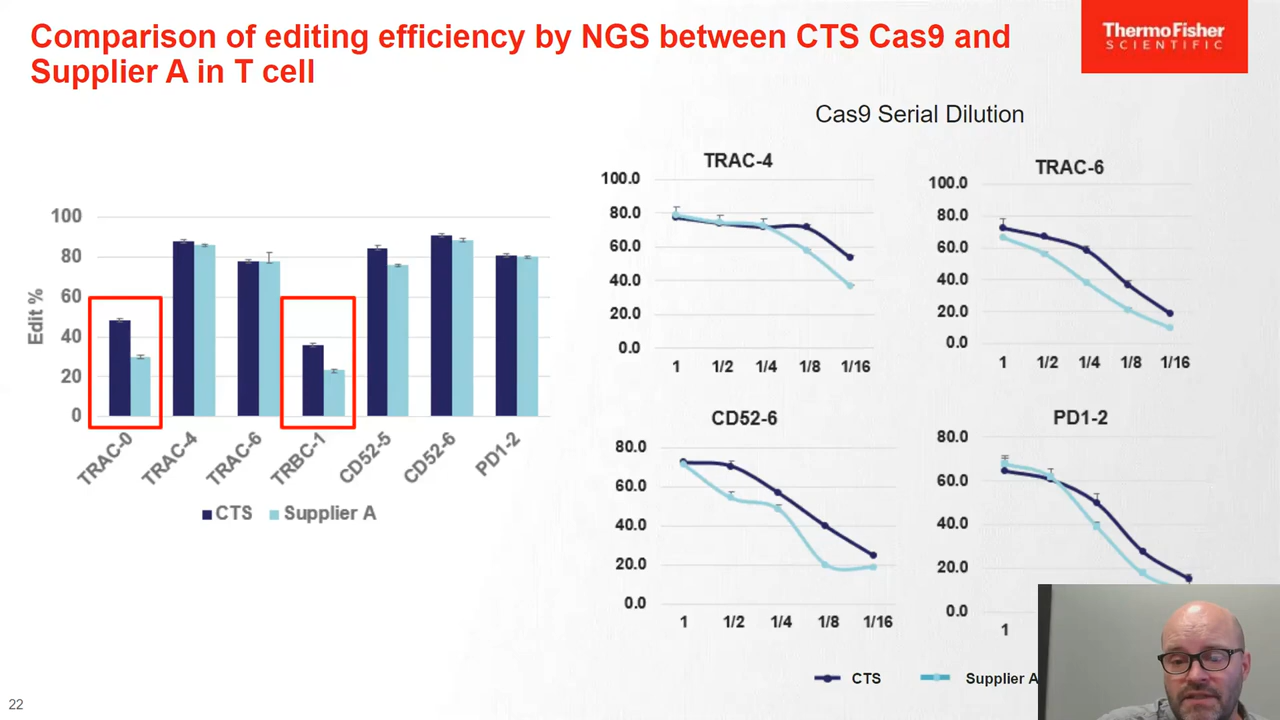 Comparison of editing efficiency by NGS between CTS Cas9 and
Supplier A in T cell
ThermoFisher
SCIENTIFIC
Cas9 Serial Dilution
Edit %
100
80
60
40
20
0
TRAC-0
TRAC-4
TRAC-6
TRBC-1
CD52-5
CD52-6
PD1-2
CTS
Supplier A
TRAC-4
100.0
80.0
60.0
40.0
20.0
0.0
1 1/2 1/4 1/8 1/16
TRAC-6
100.0
80.0
60.0
40.0
20.0
0.0
1 1/2 1/4 1/8 1/16
CD52-6
80.0
60.0
40.0
20.0
0.0
1 1/2 1/4 1/8 1/16
PD1-2
80.0
60.0
40.0
20.0
0.0
1
CTS
Supplier A
22